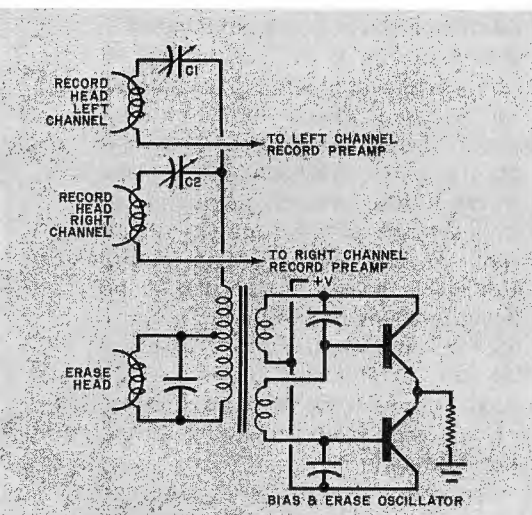 C1
RECORD
HEAD
LEFT
CHANNEL
TO LEFT CHANNEL
RECORD PREAMP
C2
RECORD
HEAD
RIGHT
CHANNEL
TO RIGHT CHANNEL
RECORD PREAMP
+V
ERASE
HEAD
BIAS & ERASE OSCILLATOR